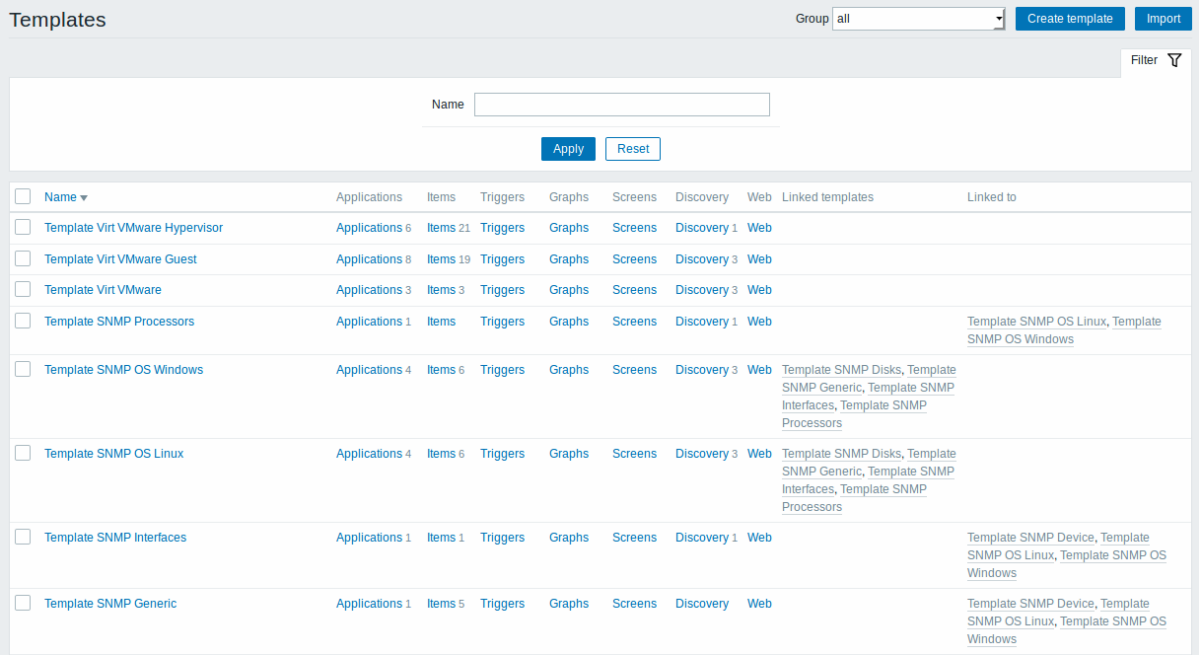 Templates
Group all Create template Import
Filter
Name
Apply Reset
Name Applications Items Triggers Graphs Screens Discovery Web Linked templates Linked to
Template Virt VMware Hypervisor Applications 6 Items 21 Triggers Graphs Screens Discovery 1 Web
Template Virt VMware Guest Applications 8 Items 19 Triggers Graphs Screens Discovery 3 Web
Template Virt VMware Applications 3 Items 3 Triggers Graphs Screens Discovery 3 Web
Template SNMP Processors Applications 1 Items Triggers Graphs Screens Discovery 1 Web Template SNMP OS Linux, Template
SNMP OS Windows
Template SNMP OS Windows Applications 4 Items 6 Triggers Graphs Screens Discovery 3 Web Template SNMP Disks, Template
SNMP Generic, Template SNMP
Interfaces, Template SNMP
Processors
Template SNMP OS Linux Applications 4 Items 6 Triggers Graphs Screens Discovery 3 Web Template SNMP Disks, Template
SNMP Generic, Template SNMP
Interfaces, Template SNMP
Processors
Template SNMP Interfaces Applications 1 Items 1 Triggers Graphs Screens Discovery 1 Web Template SNMP Device, Template
SNMP OS Linux, Template SNMP OS
Windows
Template SNMP Generic Applications 1 Items 5 Triggers Graphs Screens Discovery Web Template SNMP Device, Template
SNMP OS Linux, Template SNMP OS
Windows